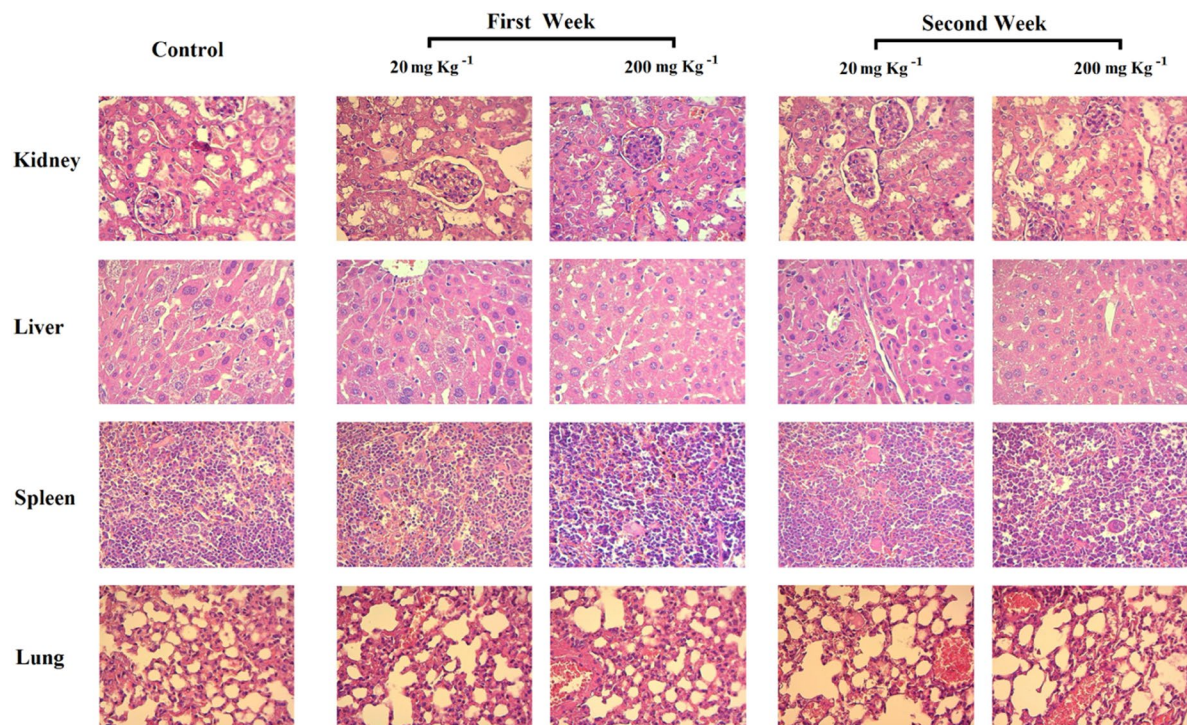 First Week
Second Week
Control
20 mg Kg⁻¹
200 mg Kg⁻¹
20 mg Kg⁻¹
200 mg Kg⁻¹
Kidney
Liver
Spleen
Lung